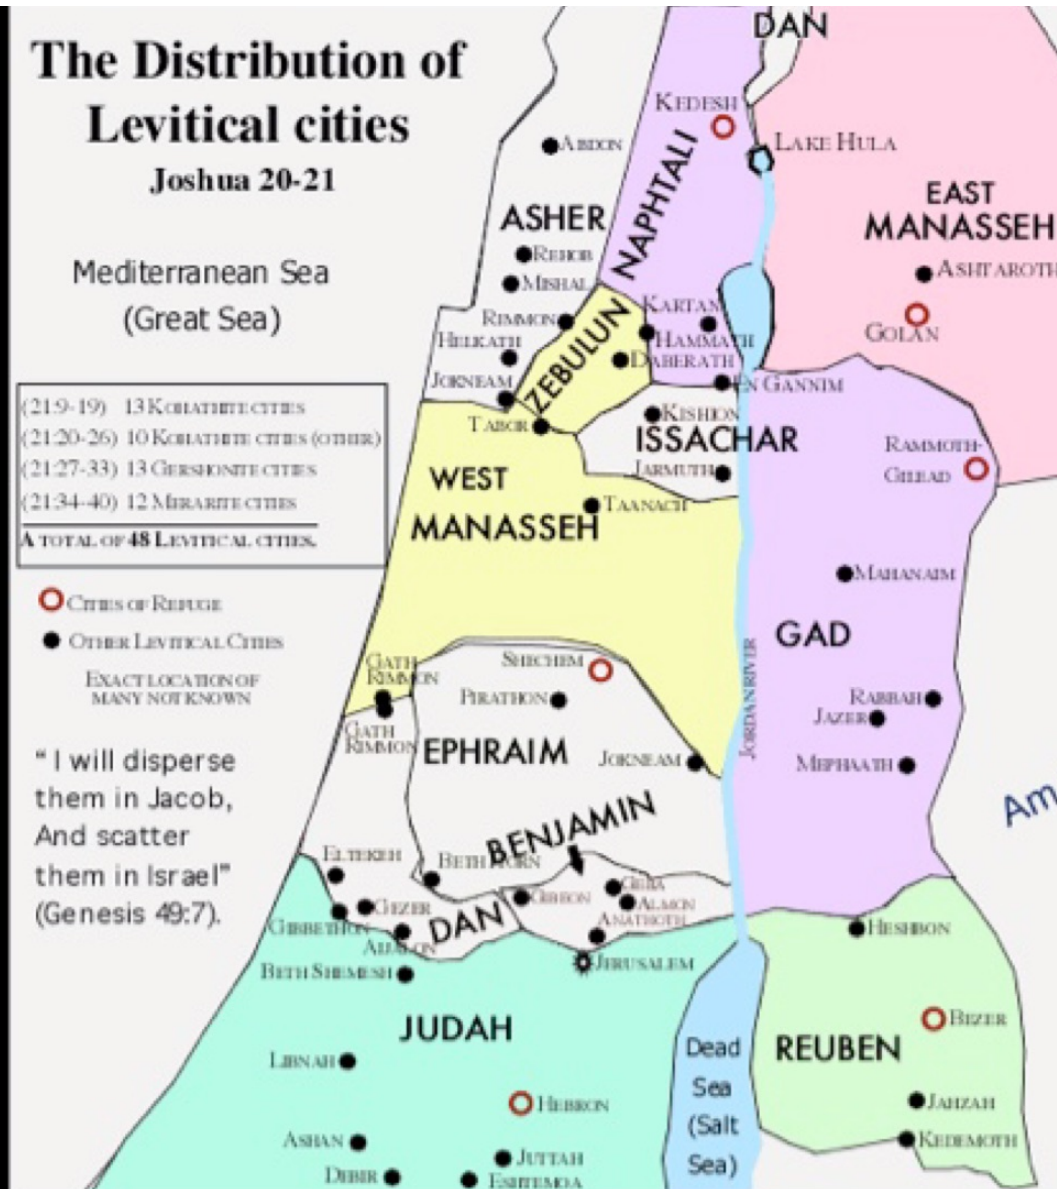 The Distribution of
Levitical cities
Joshua 20-21
Mediterranean Sea
(Great Sea)
(21:9-19) 13 Kohathite cities
(21:20-26) 10 Kohathite cities (other)
(21:27-33) 13 Gershonite cities
(21:34-40) 12 Merarite cities
A total of 48 Levitical cities.
Cities of Refuge
Other Levitical Cities
Exact location of
many not known
“ I will disperse
them in Jacob,
And scatter
them in Israel”
(Genesis 49:7).
DAN
Kedesh
Lake Hula
Abdon
NAPHTALI
EAST
MANASSEH
ASHER
Rehob
Mishal
Ashtaroth
Golan
Kartan
Rimmon
Hammath
Helkath
ZEBULUN
Daberath
Jokneam
En Gannim
Kishion
Tabor
ISSACHAR
Rammoth-
Gilead
Jarmuth
WEST
MANASSEH
Taanach
Mahanaim
GAD
Jordan River
Shechem
Gath
Rimmon
Pirathon
Rabbah
Jazer
Gath
Rimmon
EPHRAIM
Jokneam
Mephaath
Am
BENJAMIN
Eltekeh
Beth Horn
Geba
Gibeon
Almon
Gezer
Anathoth
DAN
Gibbethon
Aijalon
Heshbon
Jerusalem
Beth Shemesh
JUDAH
Bezer
REUBEN
Dead
Sea
(Salt
Sea)
Libnah
Hebron
Jahzah
Ashan
Kedemoth
Juttah
Debir
Eshtemoa